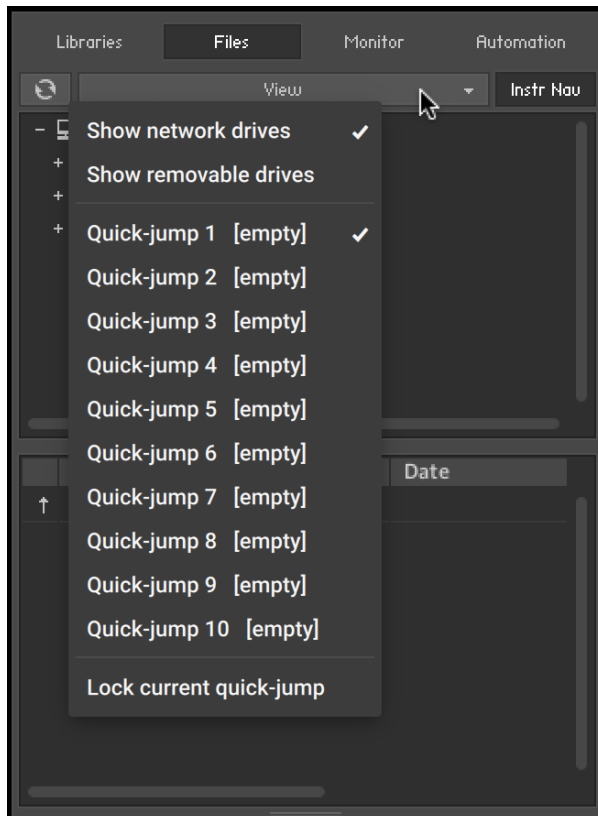 Libraries Files Monitor Automation
View Instr Nav
Show network drives
Show removable drives
Quick-jump 1 [empty]
Quick-jump 2 [empty]
Quick-jump 3 [empty]
Quick-jump 4 [empty]
Quick-jump 5 [empty]
Quick-jump 6 [empty]
Date
Quick-jump 7 [empty]
Quick-jump 8 [empty]
Quick-jump 9 [empty]
Quick-jump 10 [empty]
Lock current quick-jump